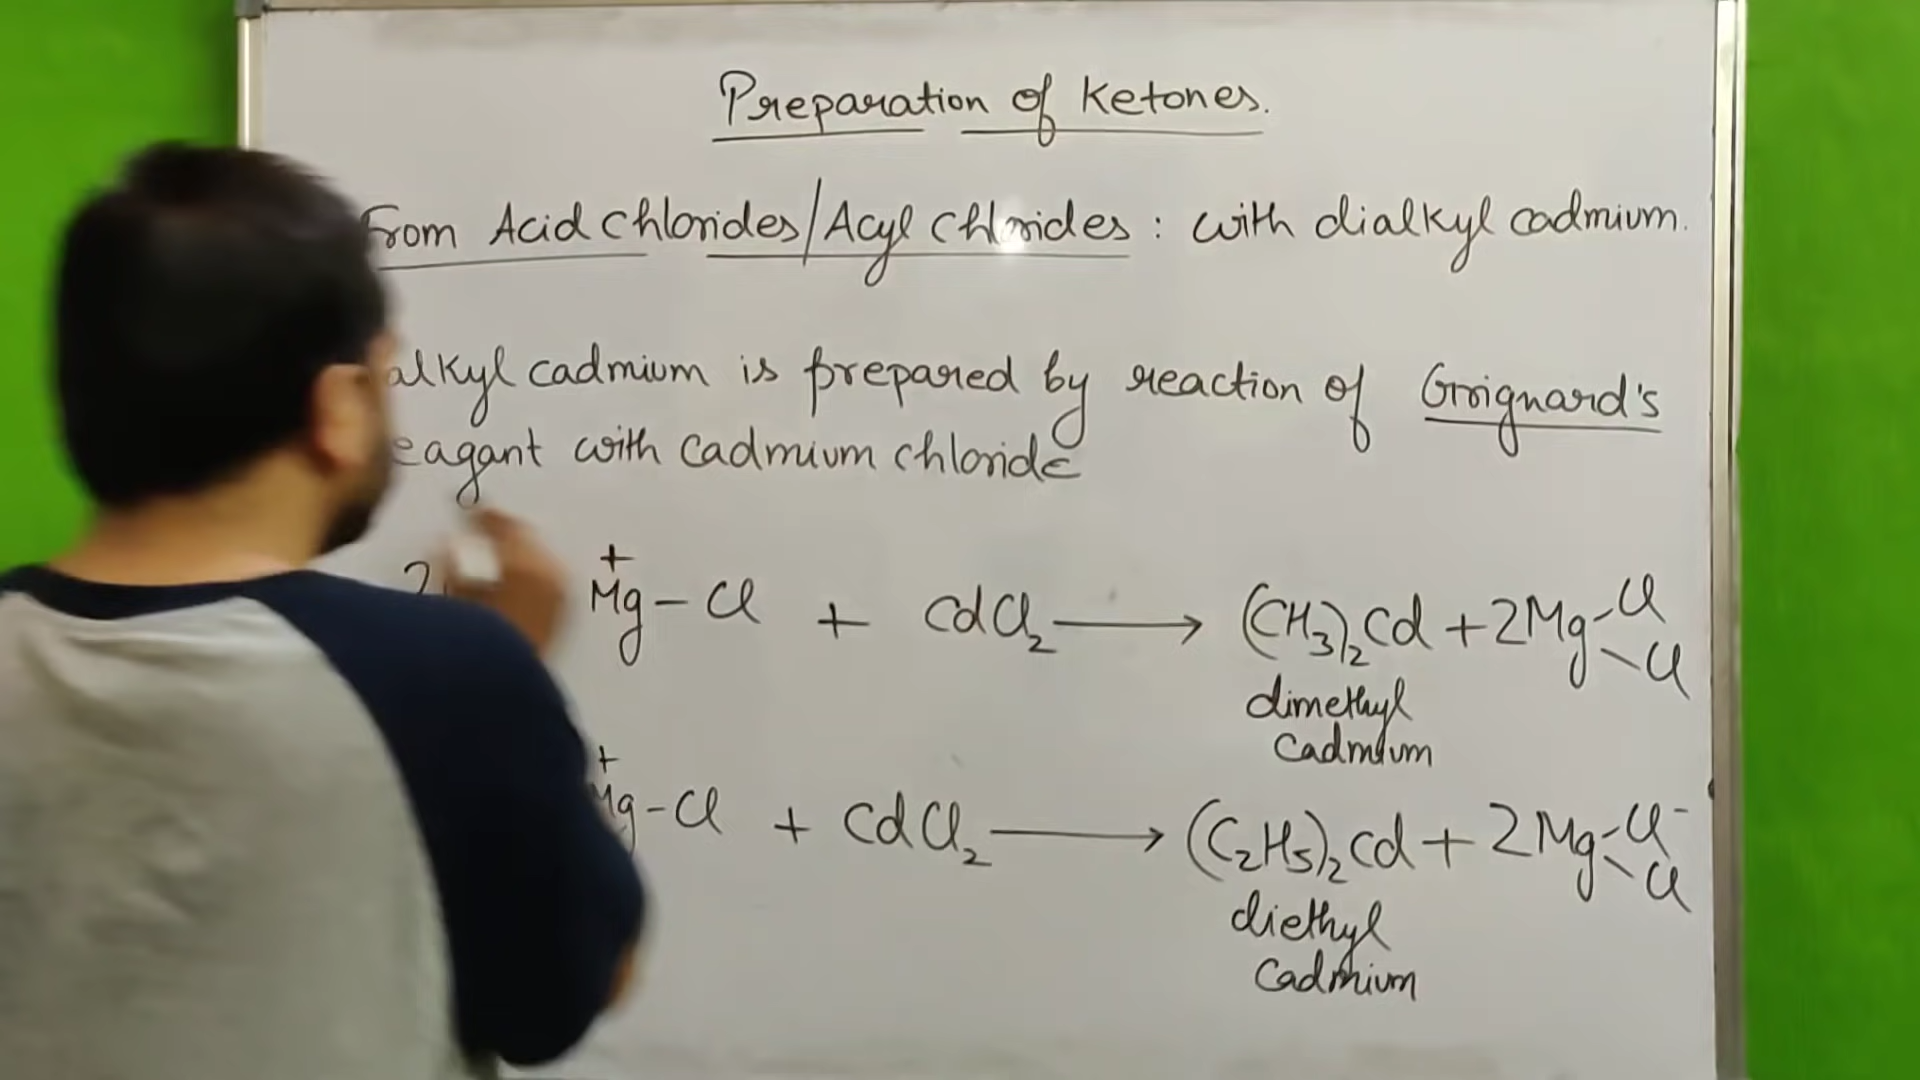 Preparation of Ketones.
From Acid Chlorides/Acyl Chlorides : with dialkyl cadmium.
alkyl cadmium is prepared by reaction of Grignard's
eagant with cadmium chloride
2 Mg⁺-Cl + CdCl₂ → (CH₃)₂Cd + 2Mg-Cl
-Cl
dimethyl
Cadmium
Mg⁺-Cl + CdCl₂ → (C₂H₅)₂Cd + 2Mg-Cl⁻
-Cl
diethyl
Cadmium